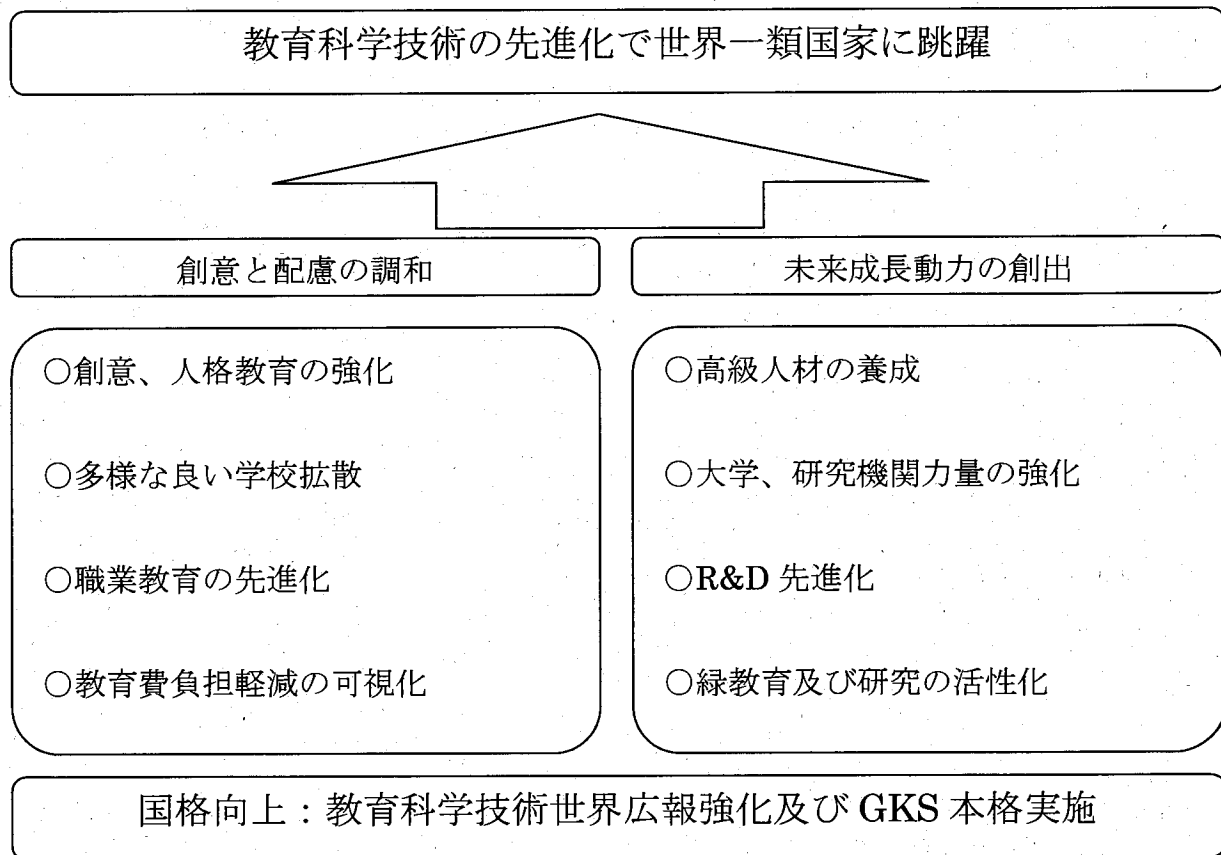 教育科学技術の先進化で世界一類国家に跳躍
創意と配慮の調和
○創意、人格教育の強化
○多様な良い学校拡散
○職業教育の先進化
○教育費負担軽減の可視化
未来成長動力の創出
○高級人材の養成
○大学、研究機関力量の強化
○R&D 先進化
○緑教育及び研究の活性化
国格向上：教育科学技術世界広報強化及び GKS 本格実施